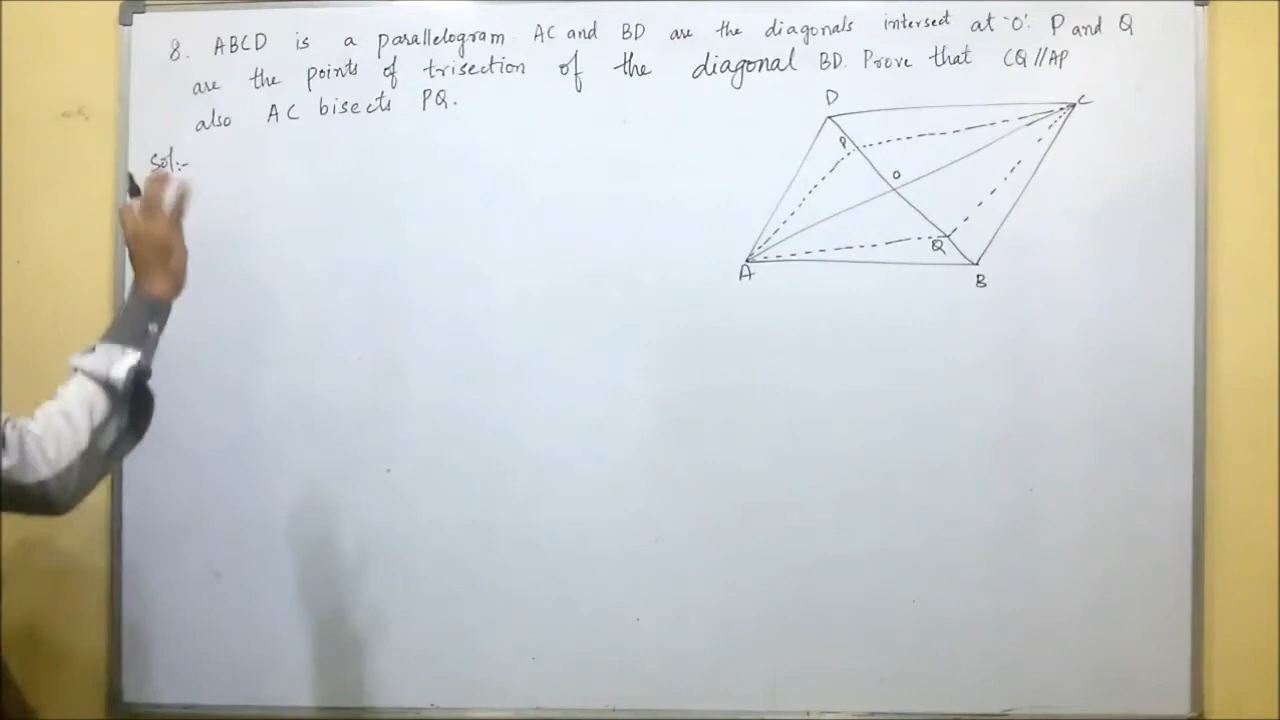 8. ABCD is a parallelogram. AC and BD are the diagonals intersect at 'O'. P and Q
are the points of trisection of the diagonal BD. Prove that CQ//AP
also AC bisects PQ.
Sol:-
D
C
P
O
Q
A
B